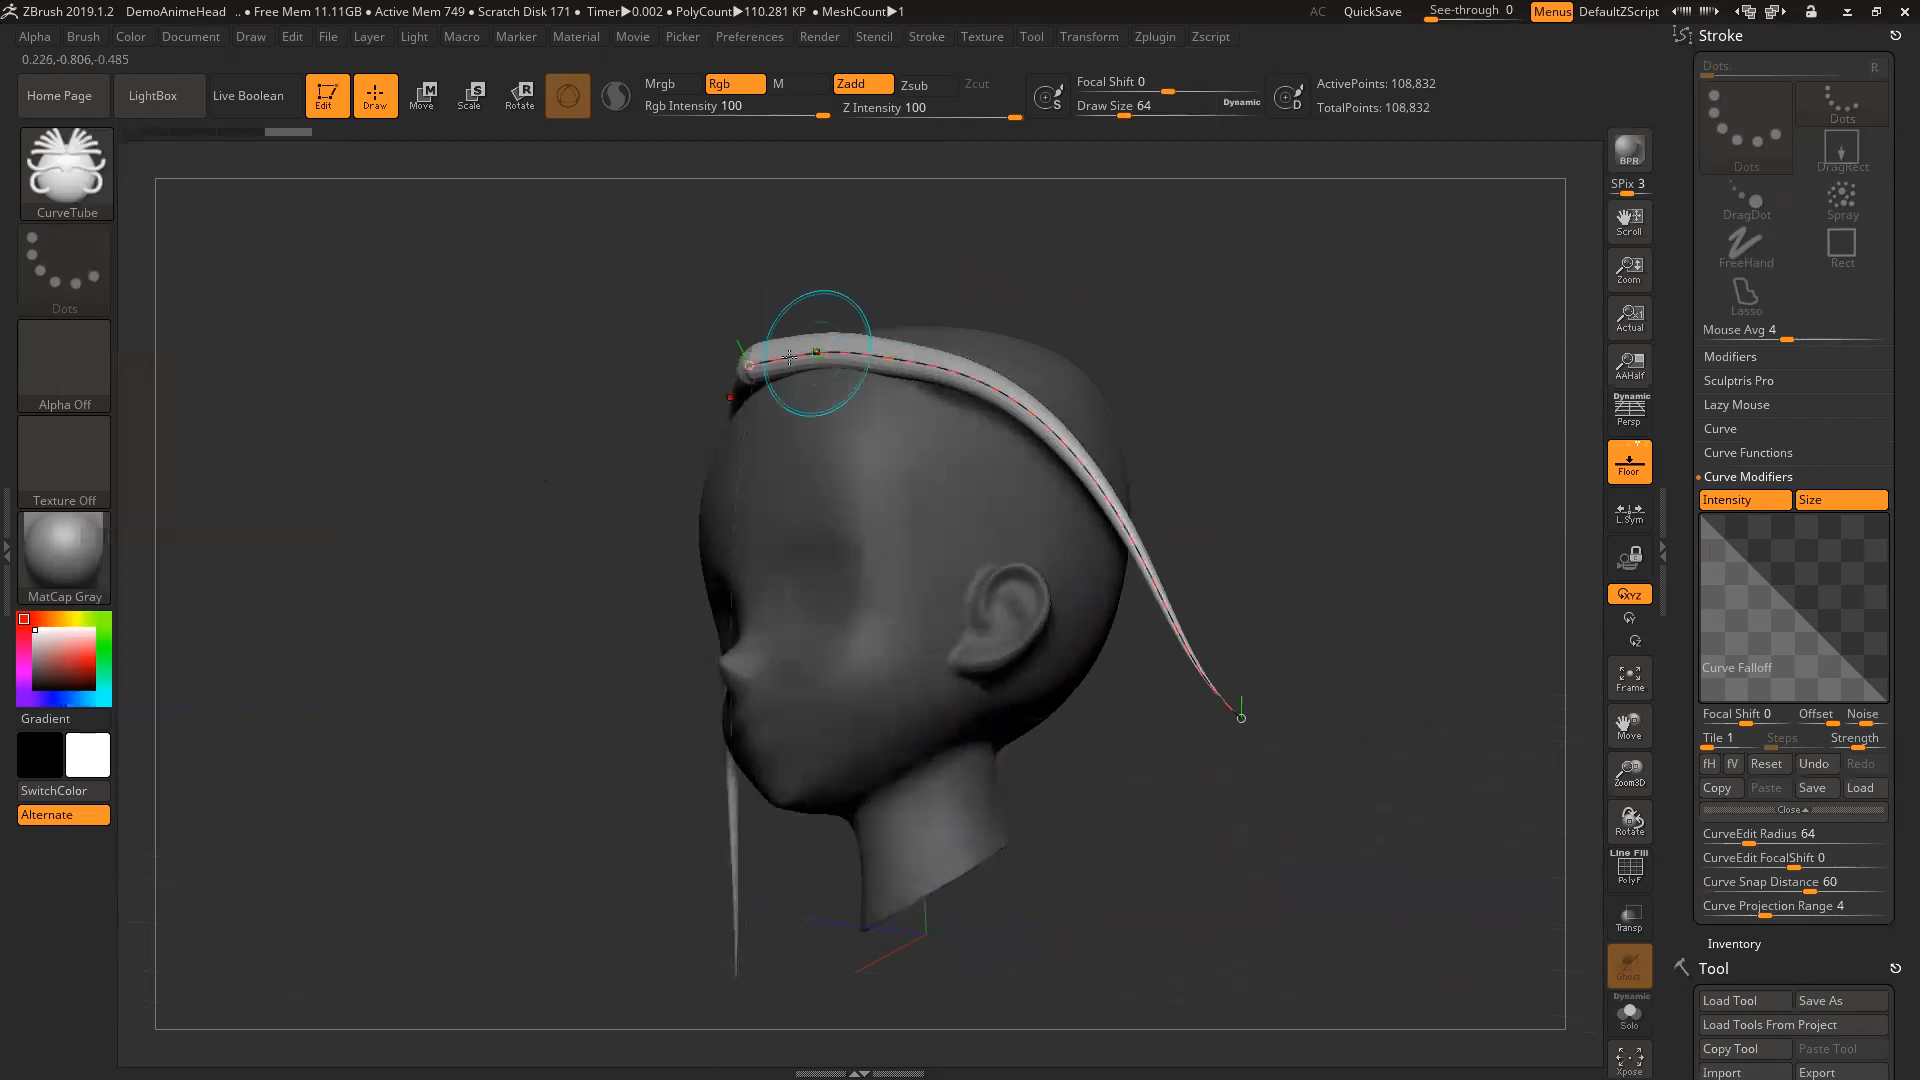 ZBrush 2019.1.2 DemoAnimeHead .. ● Free Mem 11.11GB ● Active Mem 749 ● Scratch Disk 171 ● Timer▶0.002 ● PolyCount▶110.281 KP ● MeshCount▶1 AC QuickSave See-through 0 Menus DefaultZScript
Alpha Brush Color Document Draw Edit File Layer Light Macro Marker Material Movie Picker Preferences Render Stencil Stroke Texture Tool Transform Zplugin Zscript
0.226,-0.806,-0.485
Home Page LightBox Live Boolean Edit Draw Move Scale Rotate
Mrgb Rgb M Zadd Zsub Zcut
Rgb Intensity 100 Z Intensity 100
S Focal Shift 0
Draw Size 64 Dynamic D
ActivePoints: 108,832
TotalPoints: 108,832
CurveTube
Dots
Alpha Off
Texture Off
MatCap Gray
Gradient
SwitchColor
Alternate
BPR
SPix 3
Scroll
Zoom
Actual
AAHalf
Dynamic
Persp
Floor
L.Sym
XYZ
Y
Z
Frame
Move
Zoom3D
Rotate
Line Fill
PolyF
Transp
Ghost
Dynamic
Solo
Xpose
Stroke
Dots. R
Dots
Dots DragRect
DragDot Spray
FreeHand Rect
Lasso
Mouse Avg 4
Modifiers
Sculptris Pro
Lazy Mouse
Curve
Curve Functions
Curve Modifiers
Intensity Size
Curve Falloff
Focal Shift 0 Offset Noise
Tile 1 Steps Strength
fH fV Reset Undo Redo
Copy Paste Save Load
Close
CurveEdit Radius 64
CurveEdit FocalShift 0
Curve Snap Distance 60
Curve Projection Range 4
Inventory
Tool
Load Tool Save As
Load Tools From Project
Copy Tool Paste Tool
Import Export